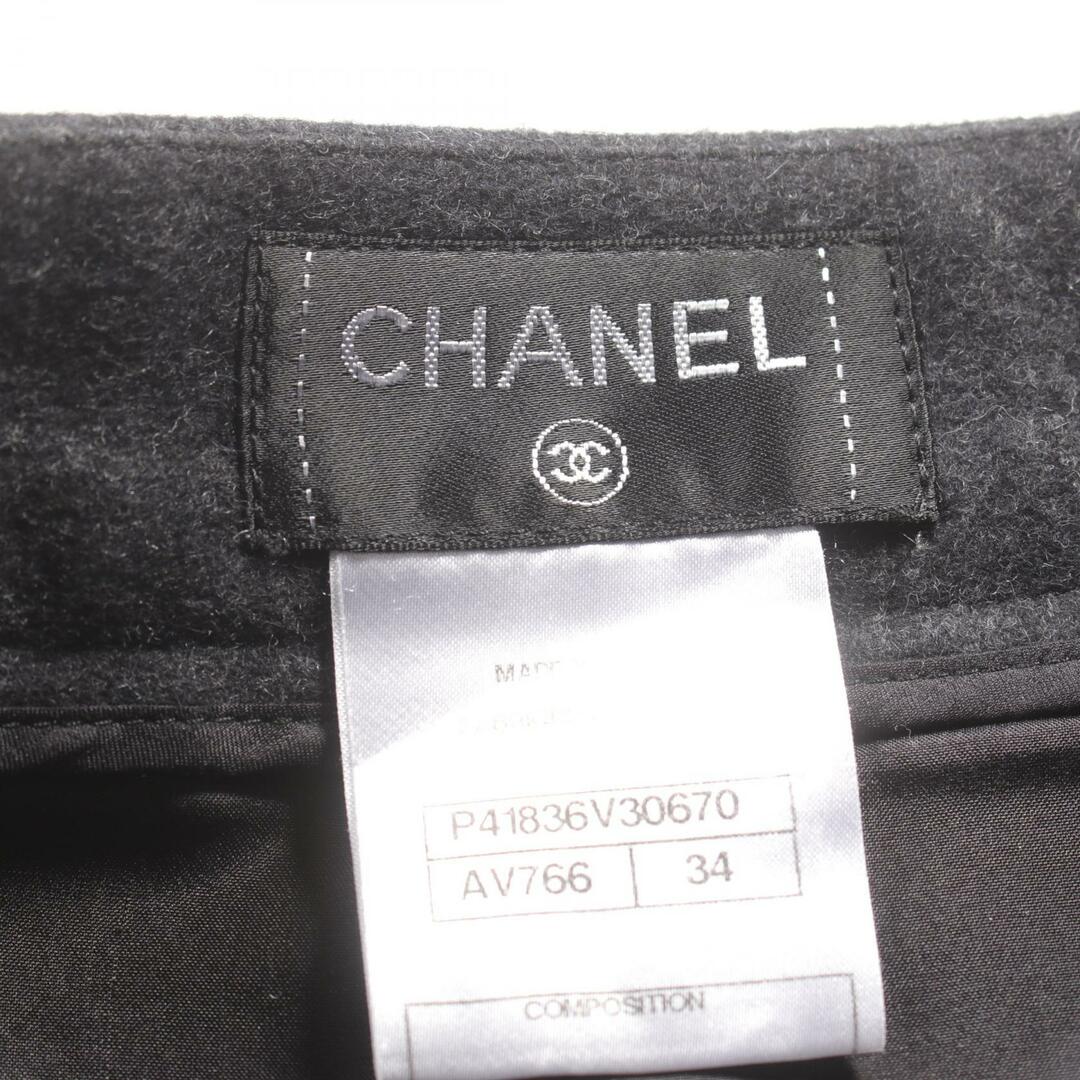 CHANEL
P41836V30670
AV766 34
COMPOSITION